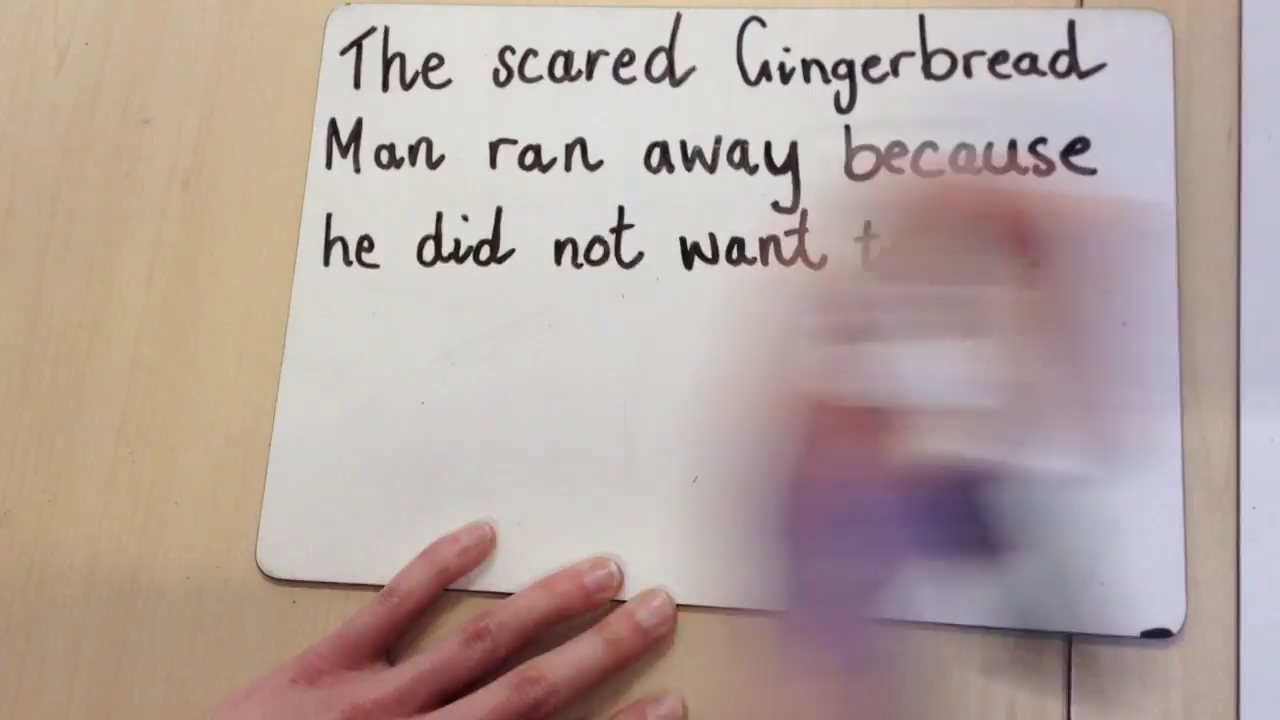 The scared Gingerbread
Man ran away because
he did not want